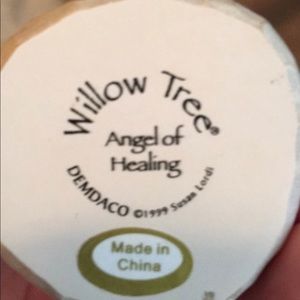 Willow Tree®
Angel of
Healing
DEMDACO ©1999 Susan Lordi
Made in
China